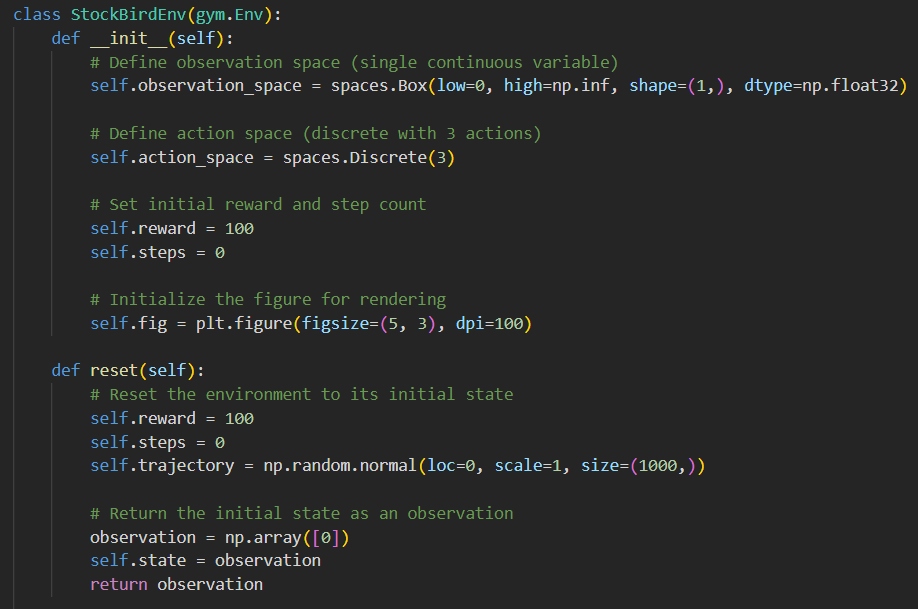 class StockBirdEnv(gym.Env):
    def __init__(self):
        # Define observation space (single continuous variable)
        self.observation_space = spaces.Box(low=0, high=np.inf, shape=(1,), dtype=np.float32)

        # Define action space (discrete with 3 actions)
        self.action_space = spaces.Discrete(3)

        # Set initial reward and step count
        self.reward = 100
        self.steps = 0

        # Initialize the figure for rendering
        self.fig = plt.figure(figsize=(5, 3), dpi=100)

    def reset(self):
        # Reset the environment to its initial state
        self.reward = 100
        self.steps = 0
        self.trajectory = np.random.normal(loc=0, scale=1, size=(1000,))

        # Return the initial state as an observation
        observation = np.array([0])
        self.state = observation
        return observation